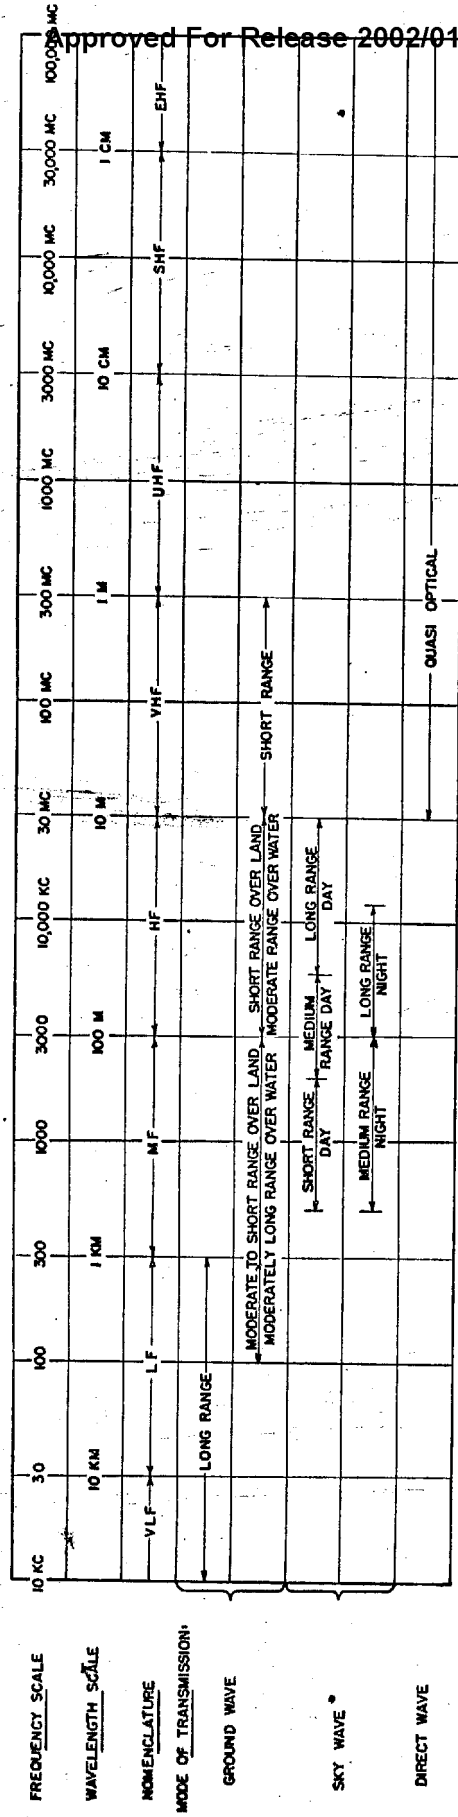 Approved For Release 2002/01
FREQUENCY SCALE
10 KC 30 100 300 1000 3000 10,000 KC 30 MC 100 MC 300 MC 1000 MC 3000 MC 10,000 MC 30,000 MC 100,000 MC
WAVELENGTH SCALE
10 KM 1 KM 100 M 10 M 1 M 10 CM 1 CM
NOMENCLATURE
VLF LF MF HF VHF UHF SHF EHF
MODE OF TRANSMISSION:
GROUND WAVE
LONG RANGE
MODERATE TO SHORT RANGE OVER LAND
MODERATELY LONG RANGE OVER WATER
SHORT RANGE OVER LAND
MODERATE RANGE OVER WATER
SHORT RANGE
SKY WAVE
SHORT RANGE
DAY
MEDIUM
RANGE DAY
LONG RANGE
DAY
MEDIUM RANGE
NIGHT
LONG RANGE
NIGHT
DIRECT WAVE
QUASI OPTICAL